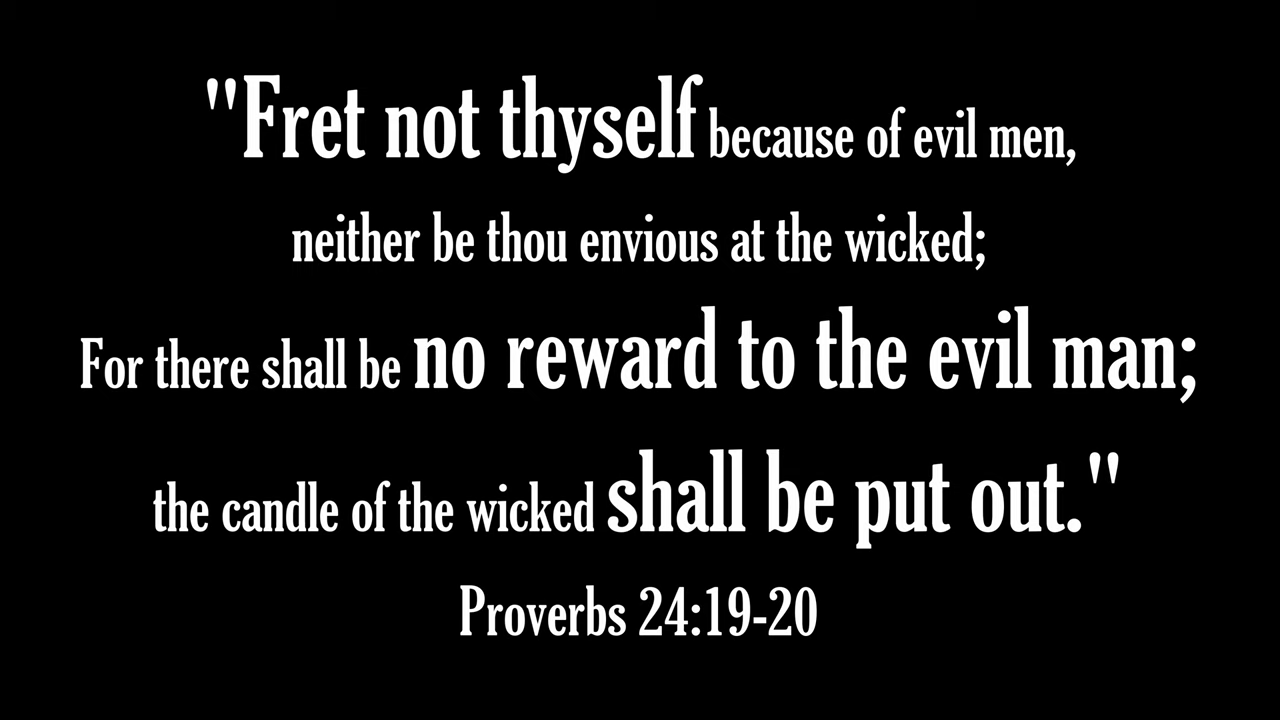 "Fret not thyself because of evil men,
neither be thou envious at the wicked;
For there shall be no reward to the evil man;
the candle of the wicked shall be put out."
Proverbs 24:19-20